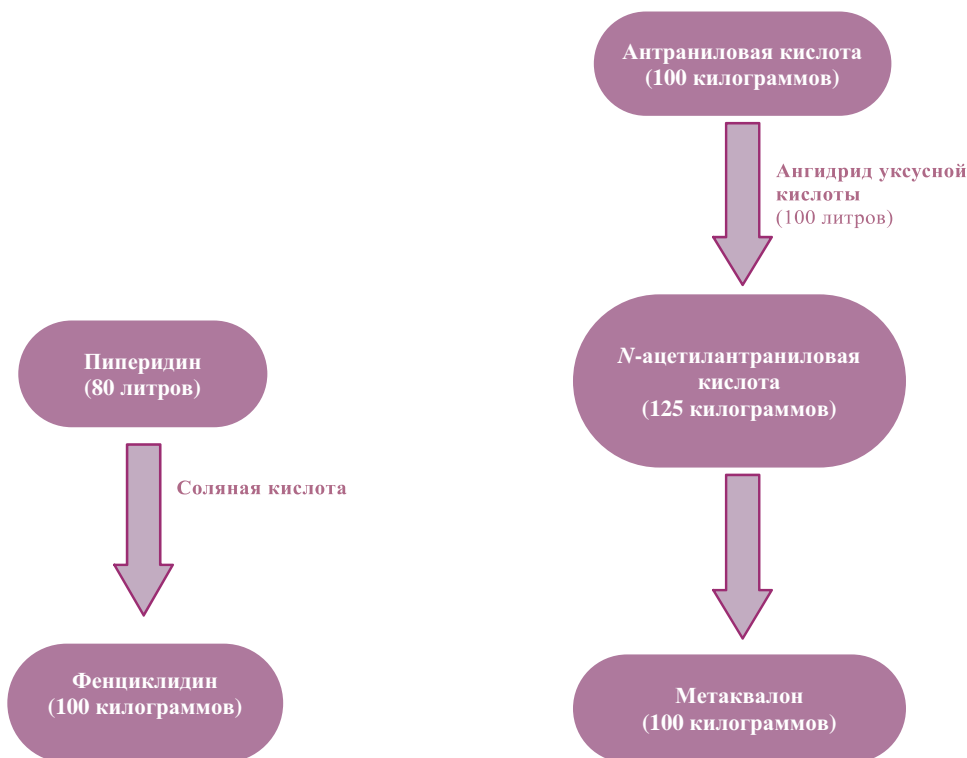 Пиперидин
(80 литров)
Соляная кислота
Фенциклидин
(100 килограммов)
Антраниловая кислота
(100 килограммов)
Ангидрид уксусной
кислоты
(100 литров)
N-ацетилантраниловая
кислота
(125 килограммов)
Метаквалон
(100 килограммов)